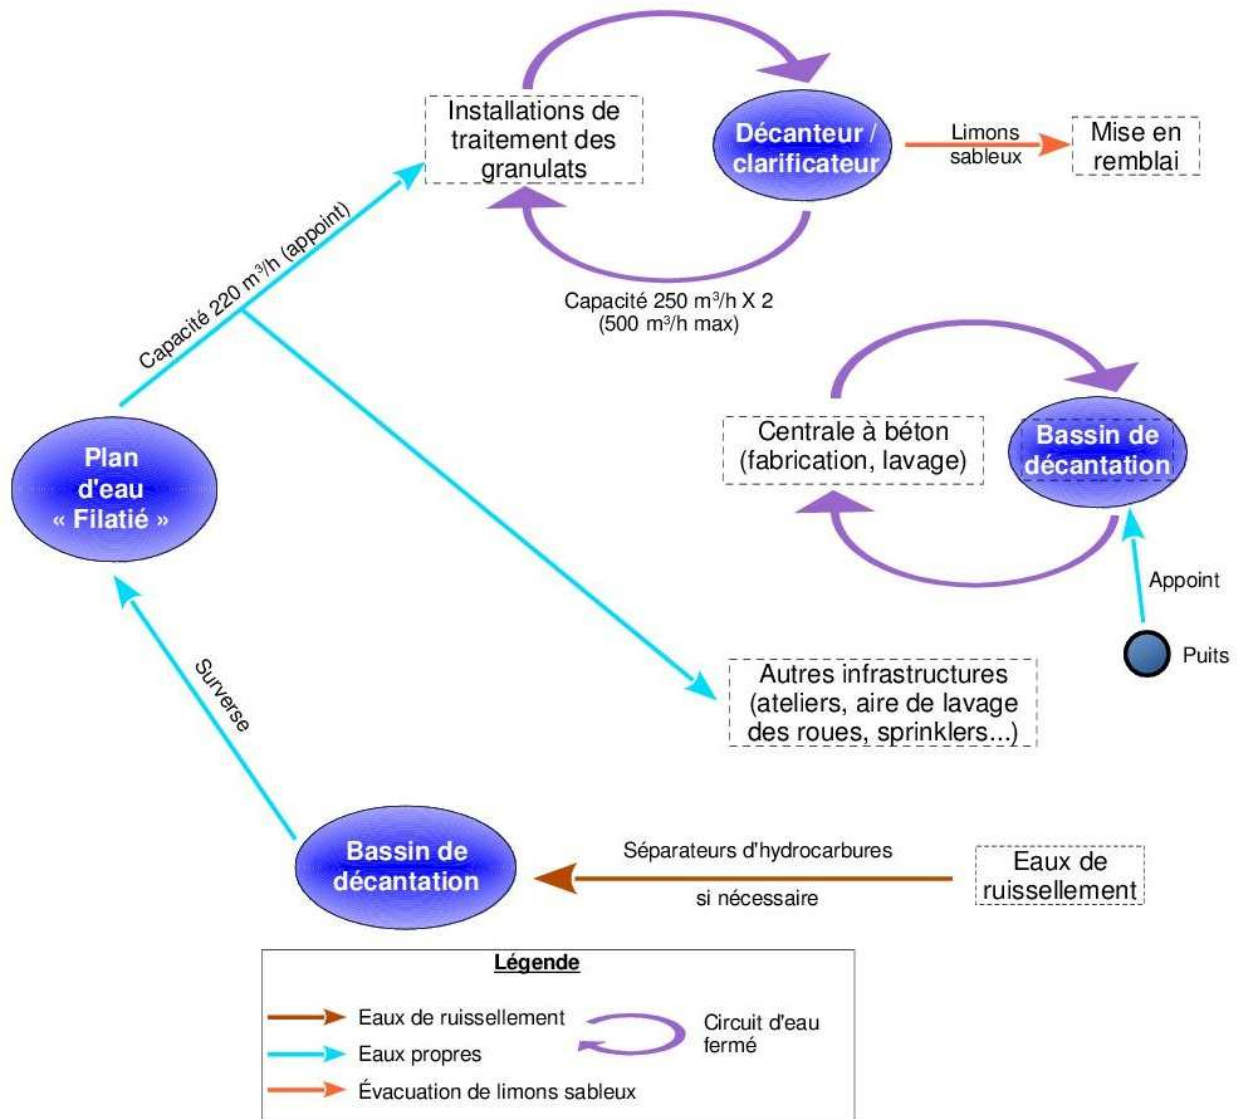 Installations de
traitement des
granulats
Décanteur /
clarificateur
Limons
sableux
Mise en
remblai
Capacité 220 m³/h (appoint)
Capacité 250 m³/h X 2
(500 m³/h max)
Plan
d'eau
« Filatié »
Centrale à béton
(fabrication, lavage)
Bassin de
décantation
Appoint
Puits
Surverse
Autres infrastructures
(ateliers, aire de lavage
des roues, sprinklers...)
Bassin de
décantation
Séparateurs d'hydrocarbures
si nécessaire
Eaux de
ruissellement
Légende
Eaux de ruissellement
Eaux propres
Évacuation de limons sableux
Circuit d'eau
fermé